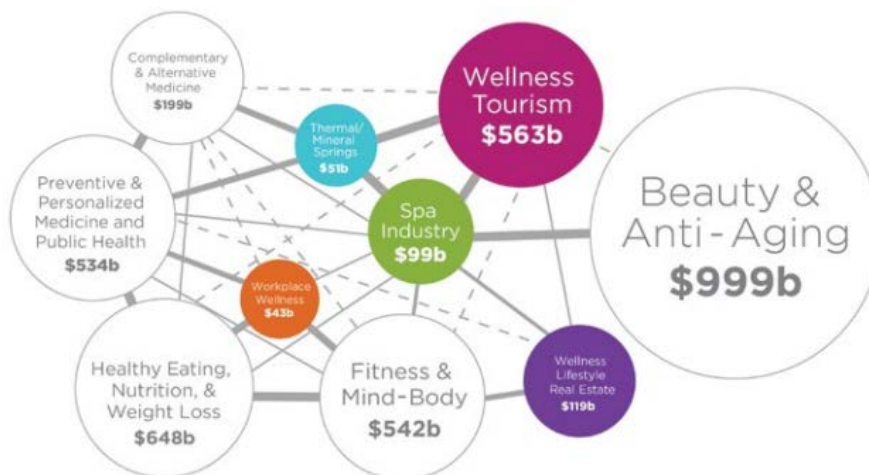 Complementary
& Alternative
Medicine
$199b
Thermal/
Mineral
Springs
$51b
Wellness
Tourism
$563b
Preventive &
Personalized
Medicine and
Public Health
$534b
Spa
Industry
$99b
Beauty &
Anti-Aging
$999b
Workplace
Wellness
$43b
Healthy Eating,
Nutrition, &
Weight Loss
$648b
Fitness &
Mind-Body
$542b
Wellness
Lifestyle
Real Estate
$119b